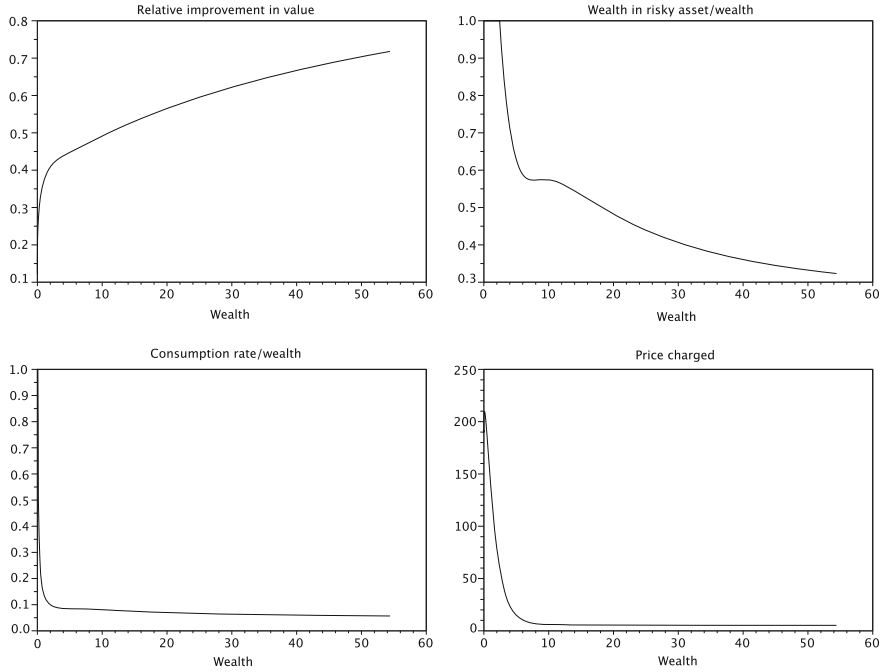 Relative improvement in value
0.8
0.7
0.6
0.5
0.4
0.3
0.2
0.1
0 10 20 30 40 50 60
Wealth
Wealth in risky asset/wealth
1.0
0.9
0.8
0.7
0.6
0.5
0.4
0.3
0 10 20 30 40 50 60
Wealth
Consumption rate/wealth
1.0
0.9
0.8
0.7
0.6
0.5
0.4
0.3
0.2
0.1
0.0
0 10 20 30 40 50 60
Wealth
Price charged
250
200
150
100
50
0
0 10 20 30 40 50 60
Wealth